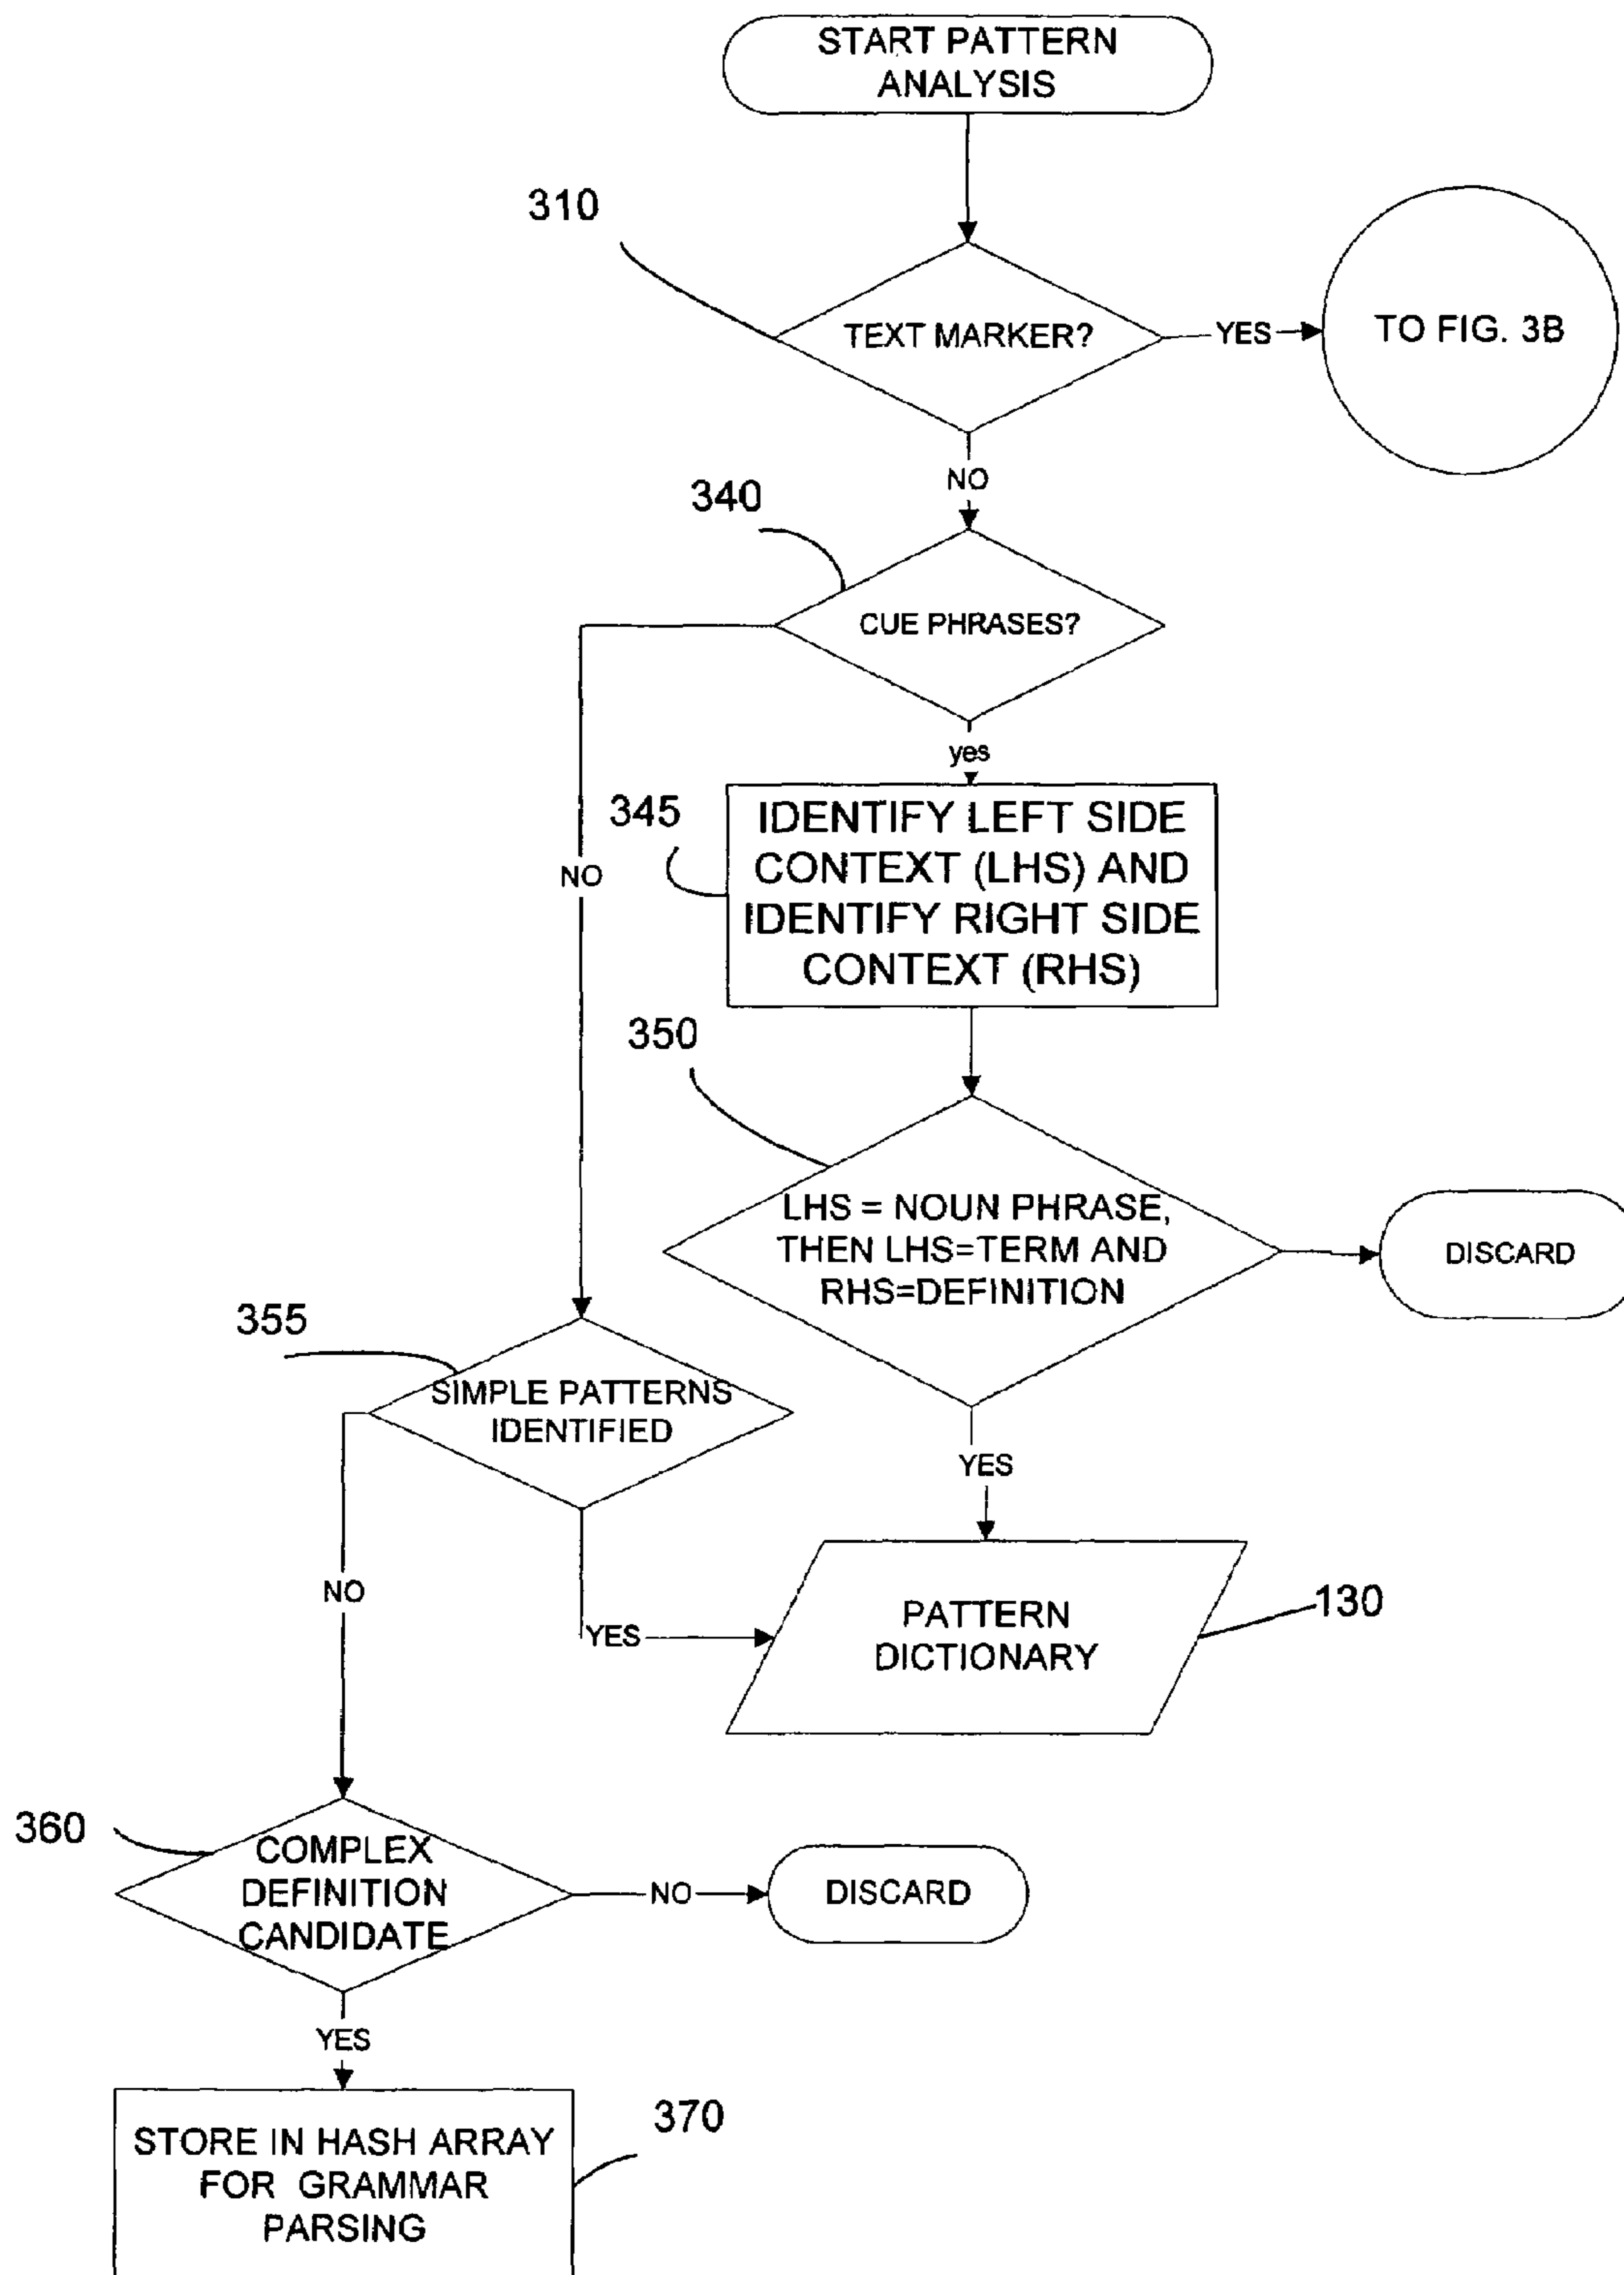 START PATTERN
ANALYSIS
310
TEXT MARKER?
YES
TO FIG. 3B
NO
340
CUE PHRASES?
yes
345
IDENTIFY LEFT SIDE
CONTEXT (LHS) AND
IDENTIFY RIGHT SIDE
CONTEXT (RHS)
NO
350
LHS = NOUN PHRASE,
THEN LHS=TERM AND
RHS=DEFINITION
DISCARD
355
SIMPLE PATTERNS
IDENTIFIED
YES
NO
YES
PATTERN
DICTIONARY
130
360
COMPLEX
DEFINITION
CANDIDATE
NO
DISCARD
YES
370
STORE IN HASH ARRAY
FOR GRAMMAR
PARSING